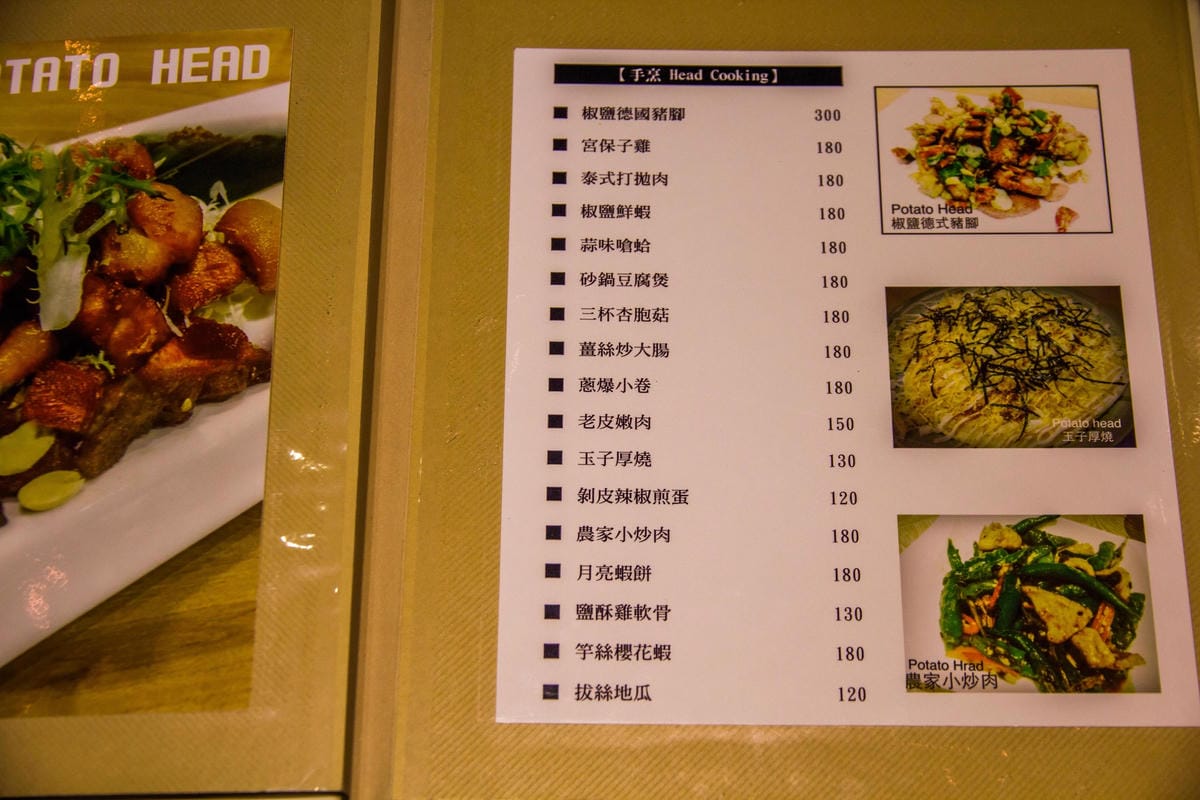 OTATO HEAD
【手烹 Head Cooking】
■ 椒鹽德國豬腳 300
■ 宮保子雞 180
■ 泰式打拋肉 180
■ 椒鹽鮮蝦 180
■ 蒜味嗆蛤 180
■ 砂鍋豆腐煲 180
■ 三杯杏胞菇 180
■ 薑絲炒大腸 180
■ 蔥爆小卷 180
■ 老皮嫩肉 150
■ 玉子厚燒 130
■ 剝皮辣椒煎蛋 120
■ 農家小炒肉 180
■ 月亮蝦餅 180
■ 鹽酥雞軟骨 130
■ 竽絲櫻花蝦 180
■ 拔絲地瓜 120
Potato Head
椒鹽德式豬腳
Potato head
玉子厚燒
Potato Hrad
農家小炒肉